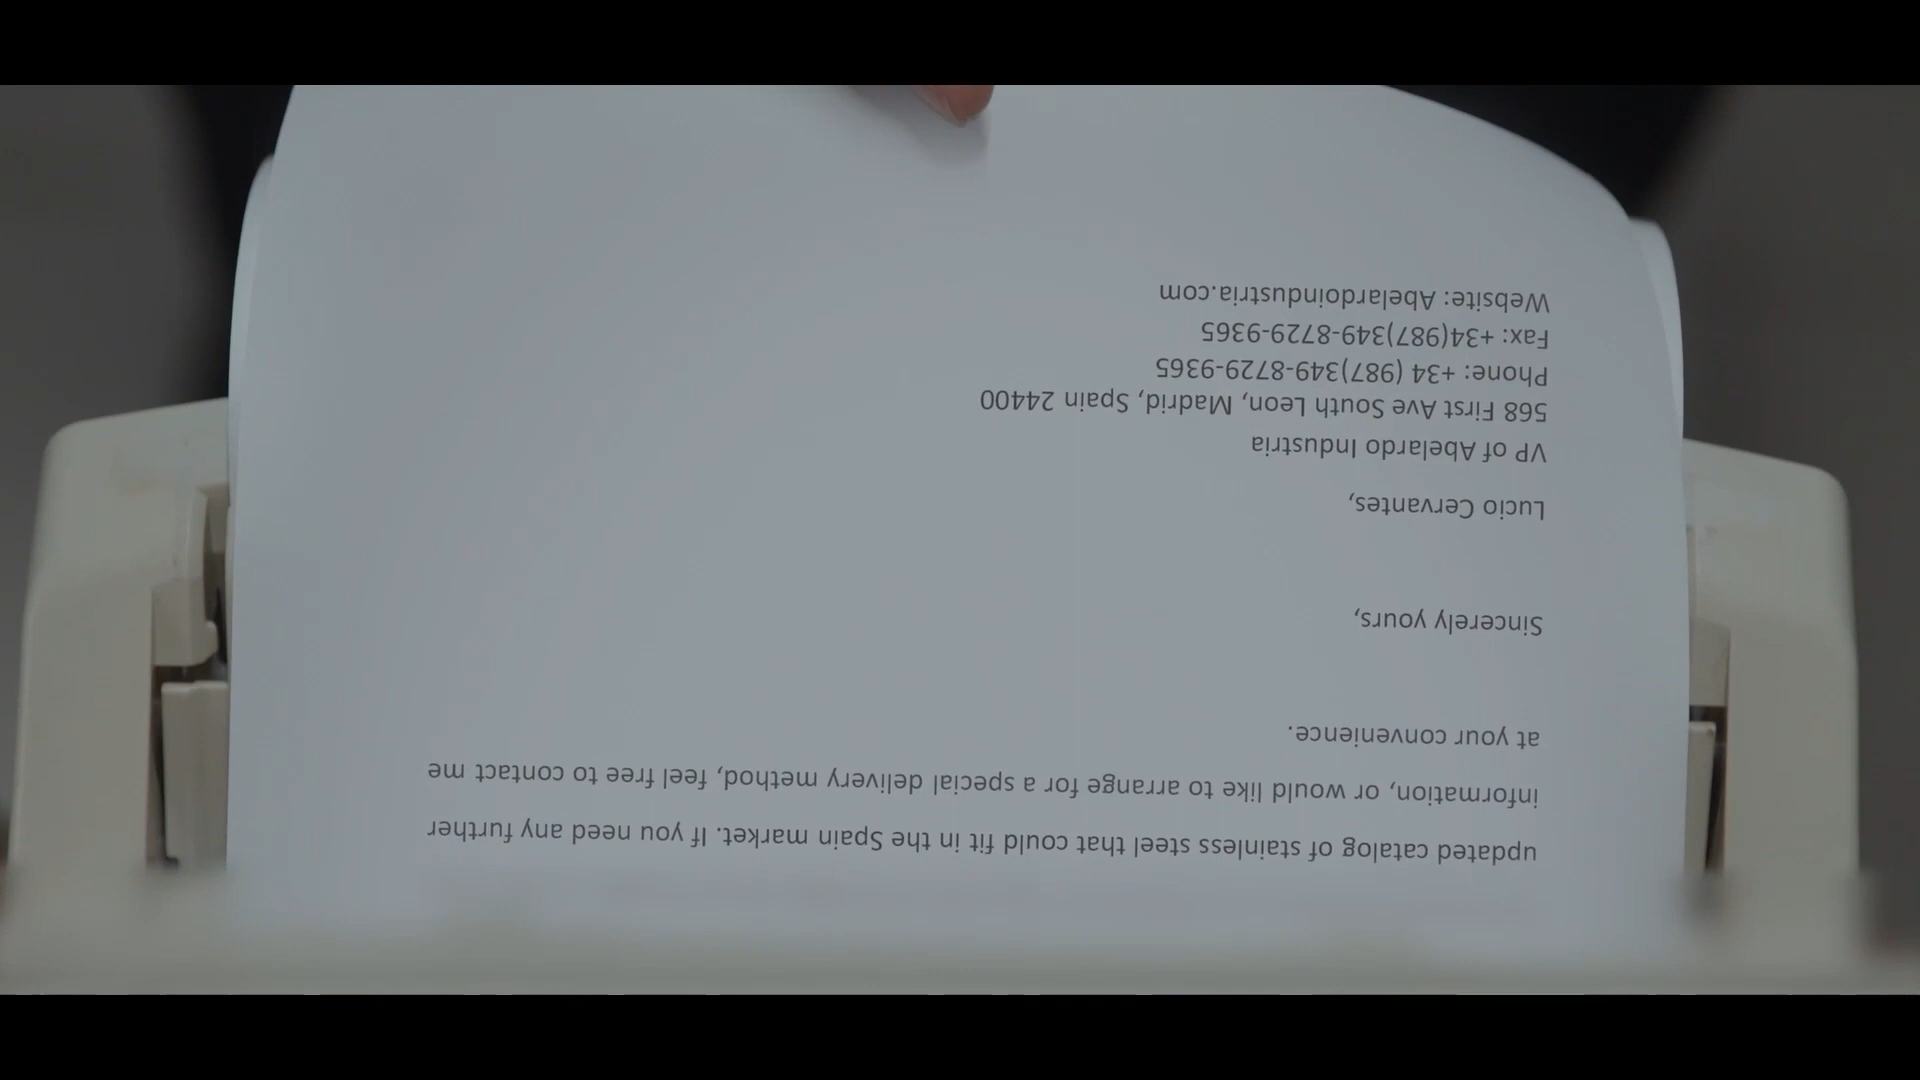 updated catalog of stainless steel that could fit in the Spain market. If you need any further
information, or would like to arrange for a special delivery method, feel free to contact me
at your convenience.
Sincerely yours,
Lucio Cervantes,
VP of Abelardo Industria
568 First Ave South Leon, Madrid, Spain 24400
Phone: +34 (987)349-8729-9365
Fax: +34(987)349-8729-9365
Website: Abelardoindustria.com